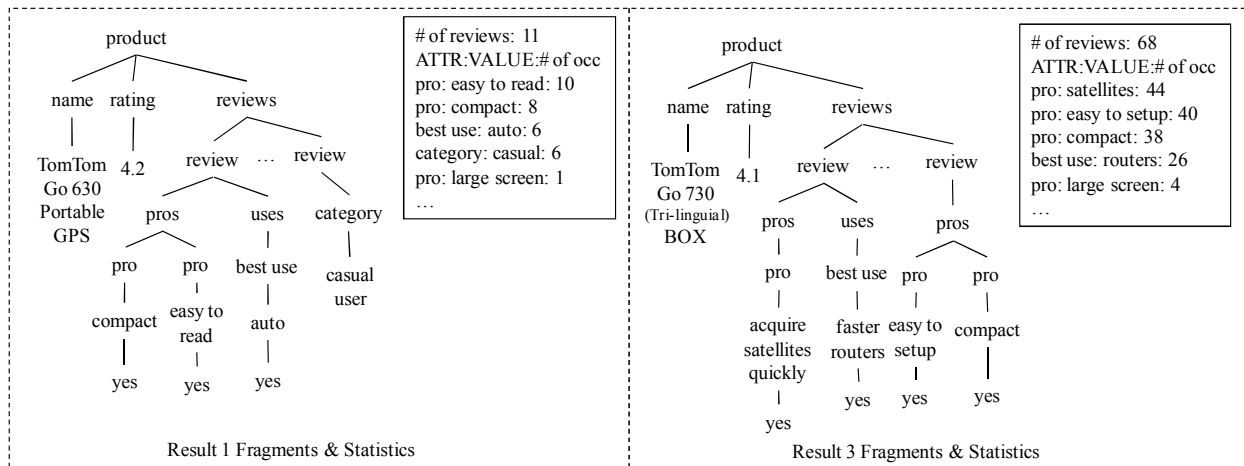 product
name rating reviews
TomTom
Go 630
Portable
GPS
4.2
review … review
pros uses category
pro pro best use casual
user
compact easy to
read
auto
yes yes yes
# of reviews: 11
ATTR:VALUE:# of occ
pro: easy to read: 10
pro: compact: 8
best use: auto: 6
category: casual: 6
pro: large screen: 1
…
Result 1 Fragments & Statistics
product
name rating reviews
TomTom
Go 730
(Tri-linguial)
BOX
4.1
review … review
pros uses pros
pro best use pro pro
acquire
satellites
quickly
faster
routers
easy to
setup
compact
yes yes yes yes
# of reviews: 68
ATTR:VALUE:# of occ
pro: satellites: 44
pro: easy to setup: 40
pro: compact: 38
best use: routers: 26
pro: large screen: 4
…
Result 3 Fragments & Statistics